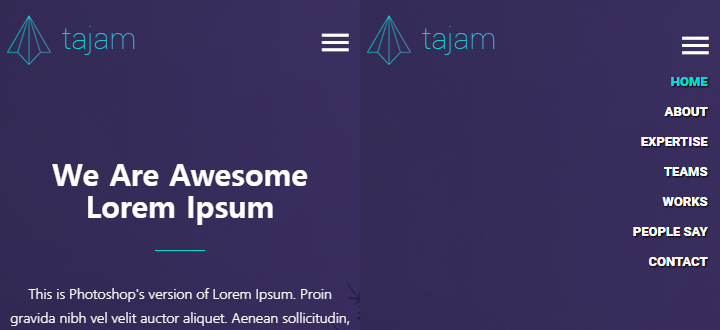 tajam
We Are Awesome
Lorem Ipsum
This is Photoshop's version of Lorem Ipsum. Proin
gravida nibh vel velit auctor aliquet. Aenean sollicitudin,
tajam
HOME
ABOUT
EXPERTISE
TEAMS
WORKS
PEOPLE SAY
CONTACT